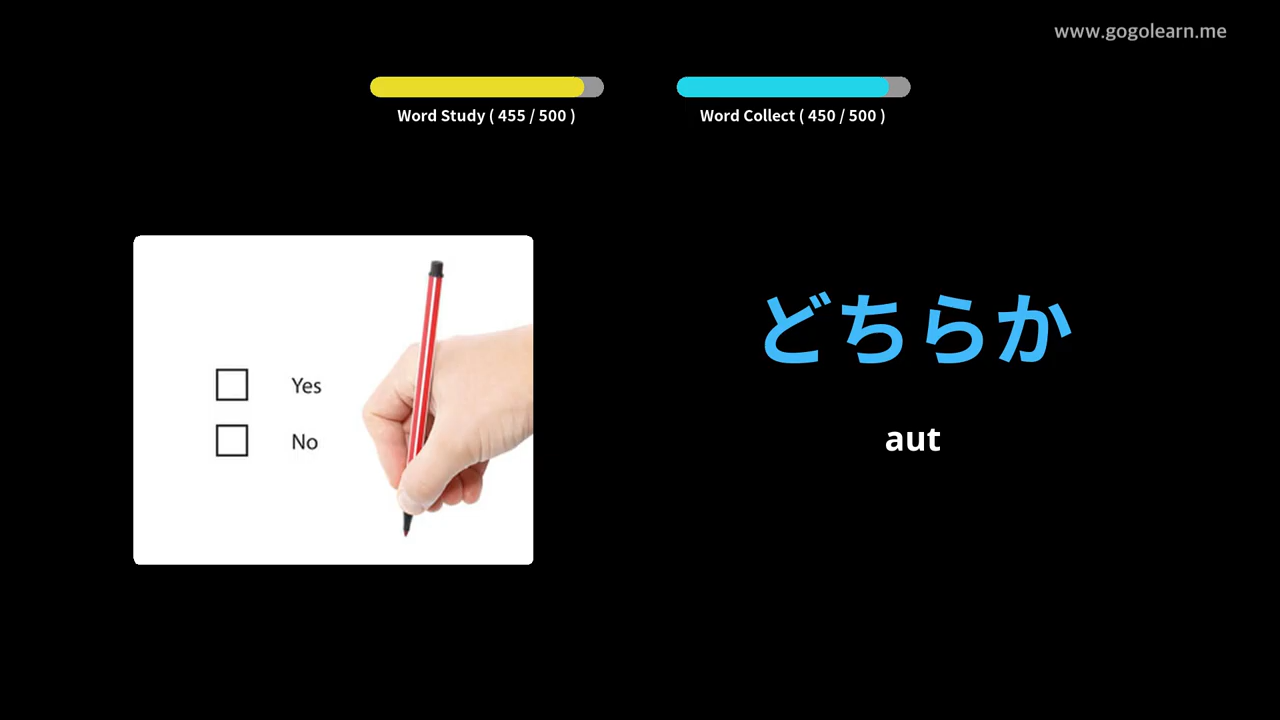 www.gogolearn.me
Word Study ( 455 / 500 )
Word Collect ( 450 / 500 )
Yes
No
どちらか
aut